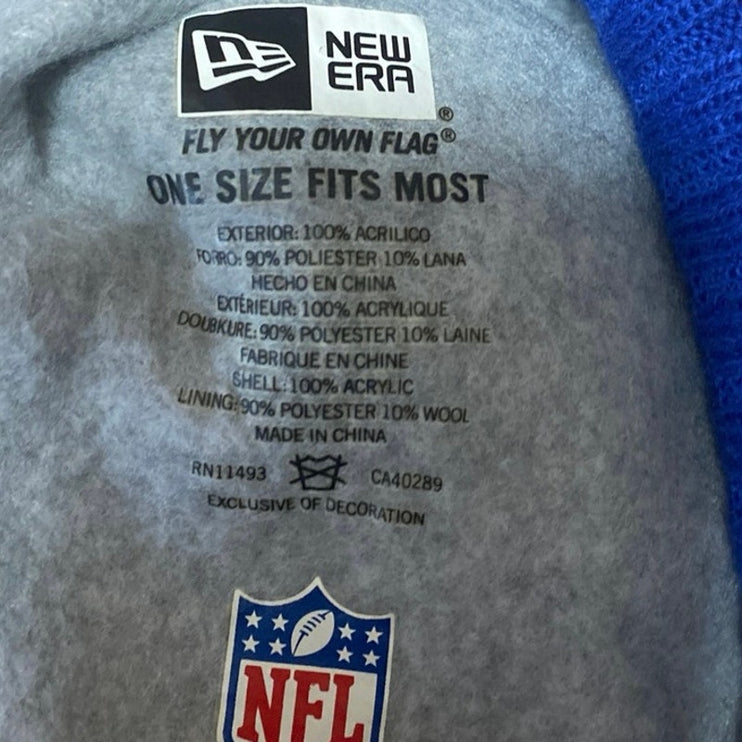 NEW
ERA
®
FLY YOUR OWN FLAG®
ONE SIZE FITS MOST
EXTERIOR: 100% ACRILICO
FORRO: 90% POLIESTER 10% LANA
HECHO EN CHINA
EXTÉRIEUR: 100% ACRYLIQUE
DOUBKURE: 90% POLYESTER 10% LAINE
FABRIQUE EN CHINE
SHELL: 100% ACRYLIC
LINING: 90% POLYESTER 10% WOOL
MADE IN CHINA
RN11493 CA40289
EXCLUSIVE OF DECORATION
NFL